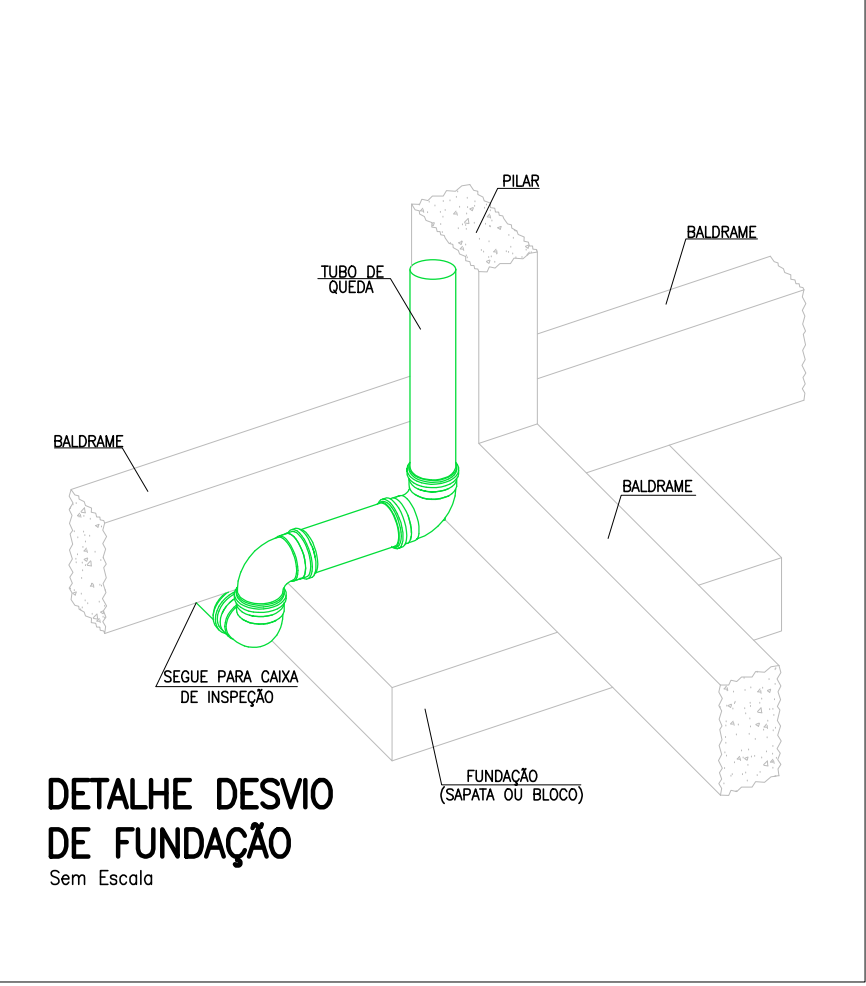 PILAR
BALDRAME
TUBO DE
QUEDA
BALDRAME
BALDRAME
SEGUE PARA CAIXA
DE INSPEÇÃO
FUNDAÇÃO
(SAPATA OU BLOCO)
DETALHE DESVIO
DE FUNDAÇÃO
Sem Escala